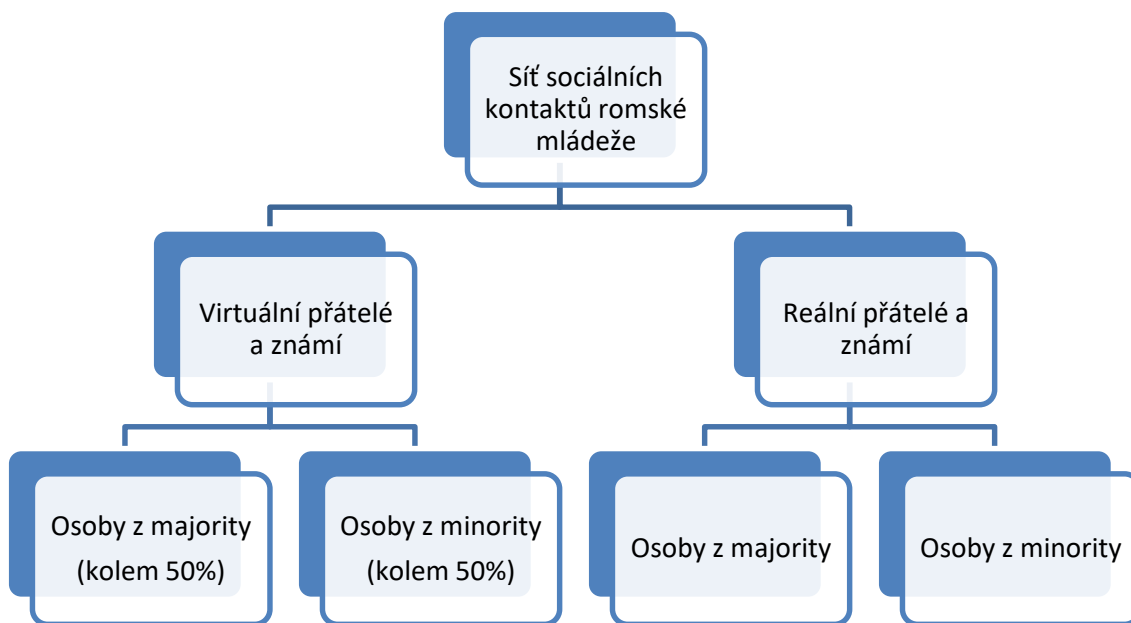 Síť sociálních
kontaktů romské
mládeže
Virtuální přátelé
a známí
Reální přátelé a
známí
Osoby z majority
(kolem 50%)
Osoby z minority
(kolem 50%)
Osoby z majority
Osoby z minority